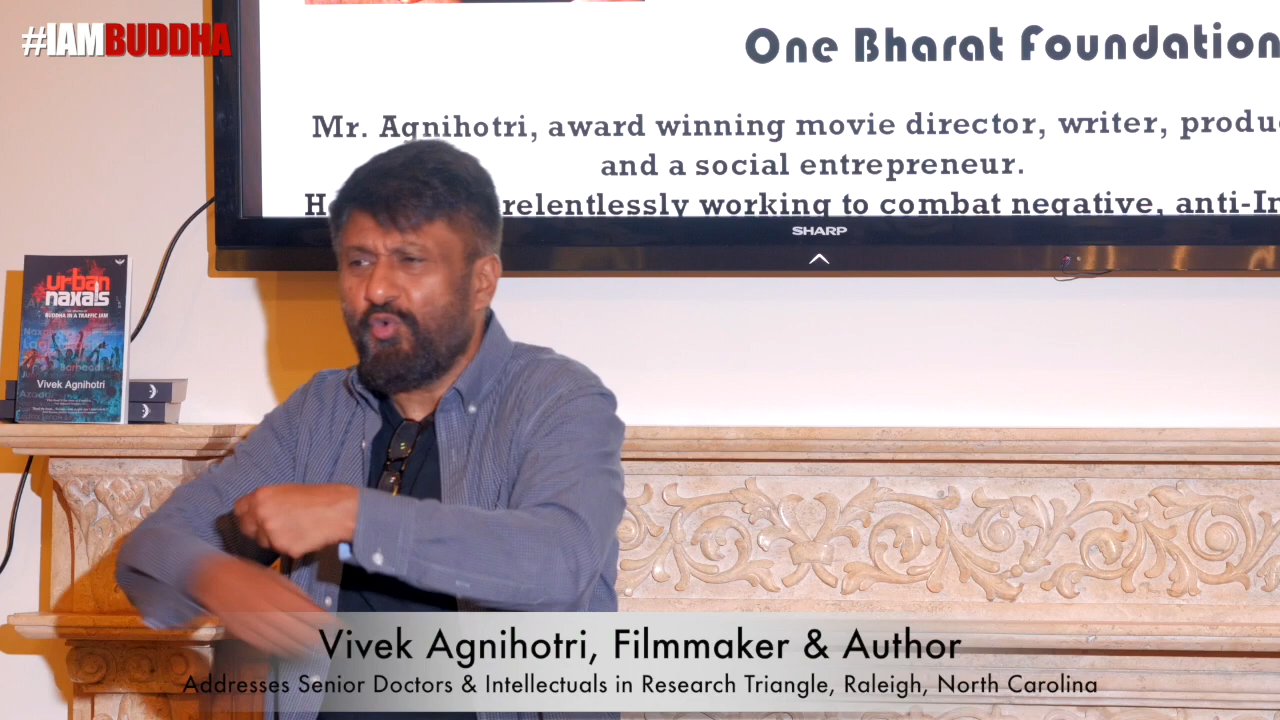 #IAMBUDDHA
One Bharat Foundation
Mr. Agnihotri, award winning movie director, writer,
and a social entrepreneur.
relentlessly working to combat negative,
SHARP
urban
naxals
BUDDHA IN A TRAFFIC JAM
Vivek Agnihotri
Vivek Agnihotri, Filmmaker & Author
Addresses Senior Doctors & Intellectuals in Research Triangle, Raleigh, North Carolina